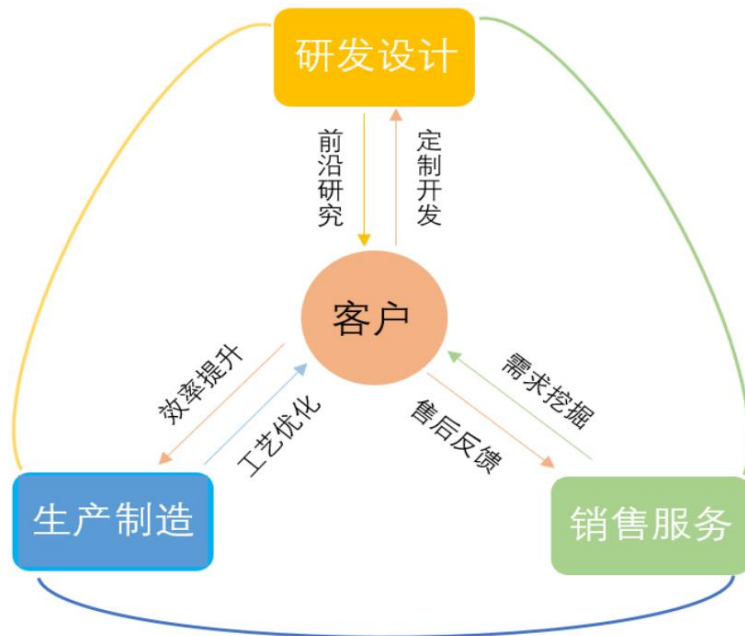 研发设计
前沿研究
定制开发
客户
效率提升
工艺优化
需求挖掘
售后反馈
生产制造
销售服务